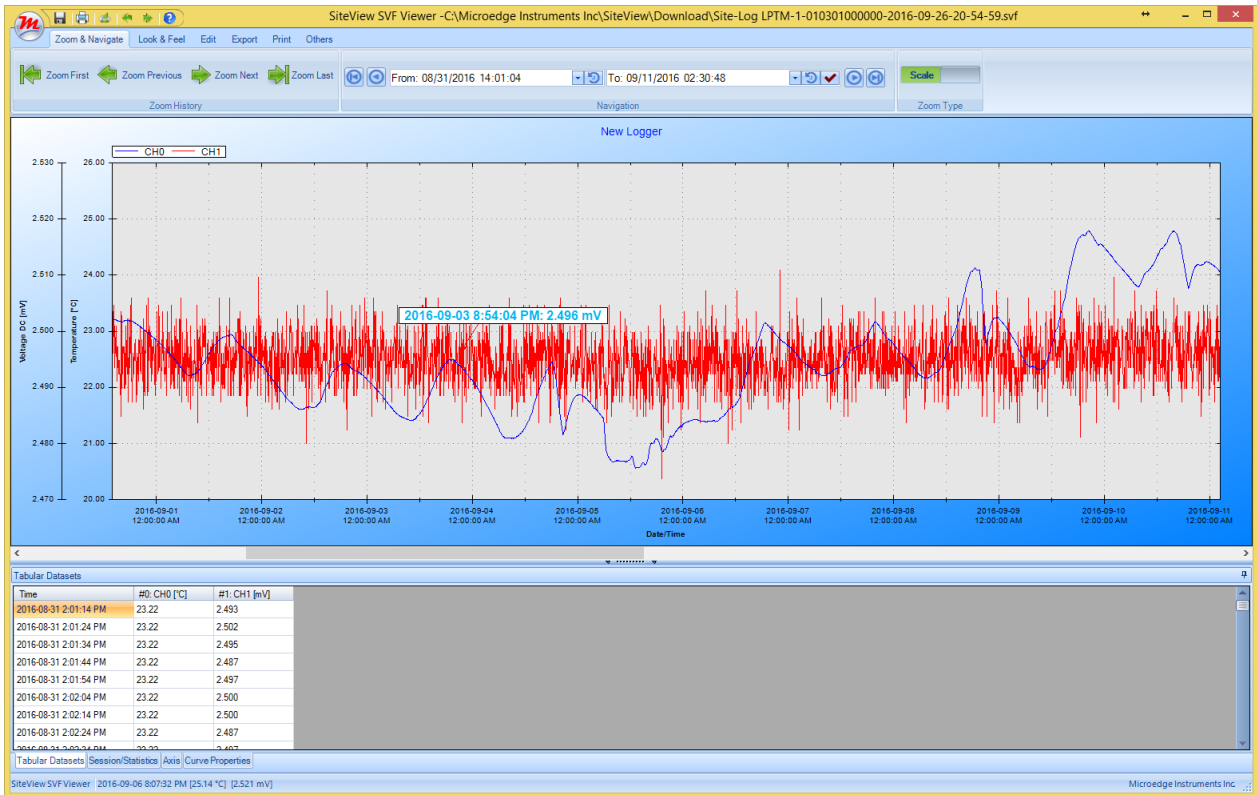 SiteView SVF Viewer -C:\Microedge Instruments Inc\SiteView\Download\Site-Log LPTM-1-010301000000-2016-09-26-20-54-59.svf
Zoom & Navigate Look & Feel Edit Export Print Others
Zoom First Zoom Previous Zoom Next Zoom Last From: 08/31/2016 14:01:04 To: 09/11/2016 02:30:48 Scale
Zoom History Navigation Zoom Type
New Logger
CH0 CH1
2.530 26.00
2.520 25.00
2.510 24.00
2016-09-03 8:54:04 PM: 2.496 mV
2.500 23.00
Voltage DC [mV] Temperature [°C]
2.490 22.00
2.480 21.00
2.470 20.00
2016-09-01 2016-09-02 2016-09-03 2016-09-04 2016-09-05 2016-09-06 2016-09-07 2016-09-08 2016-09-09 2016-09-10 2016-09-11
12:00:00 AM 12:00:00 AM 12:00:00 AM 12:00:00 AM 12:00:00 AM 12:00:00 AM 12:00:00 AM 12:00:00 AM 12:00:00 AM 12:00:00 AM 12:00:00 AM
Date/Time
Tabular Datasets
Time #0: CH0 [°C] #1: CH1 [mV]
2016-08-31 2:01:14 PM 23.22 2.493
2016-08-31 2:01:24 PM 23.22 2.502
2016-08-31 2:01:34 PM 23.22 2.495
2016-08-31 2:01:44 PM 23.22 2.487
2016-08-31 2:01:54 PM 23.22 2.497
2016-08-31 2:02:04 PM 23.22 2.500
2016-08-31 2:02:14 PM 23.22 2.500
2016-08-31 2:02:24 PM 23.22 2.487
2016-08-31 2:02:34 PM 23.22 2.497
Tabular Datasets Session/Statistics Axis Curve Properties
SiteView SVF Viewer 2016-09-06 8:07:32 PM [25.14 °C] [2.521 mV] Microedge Instruments Inc.